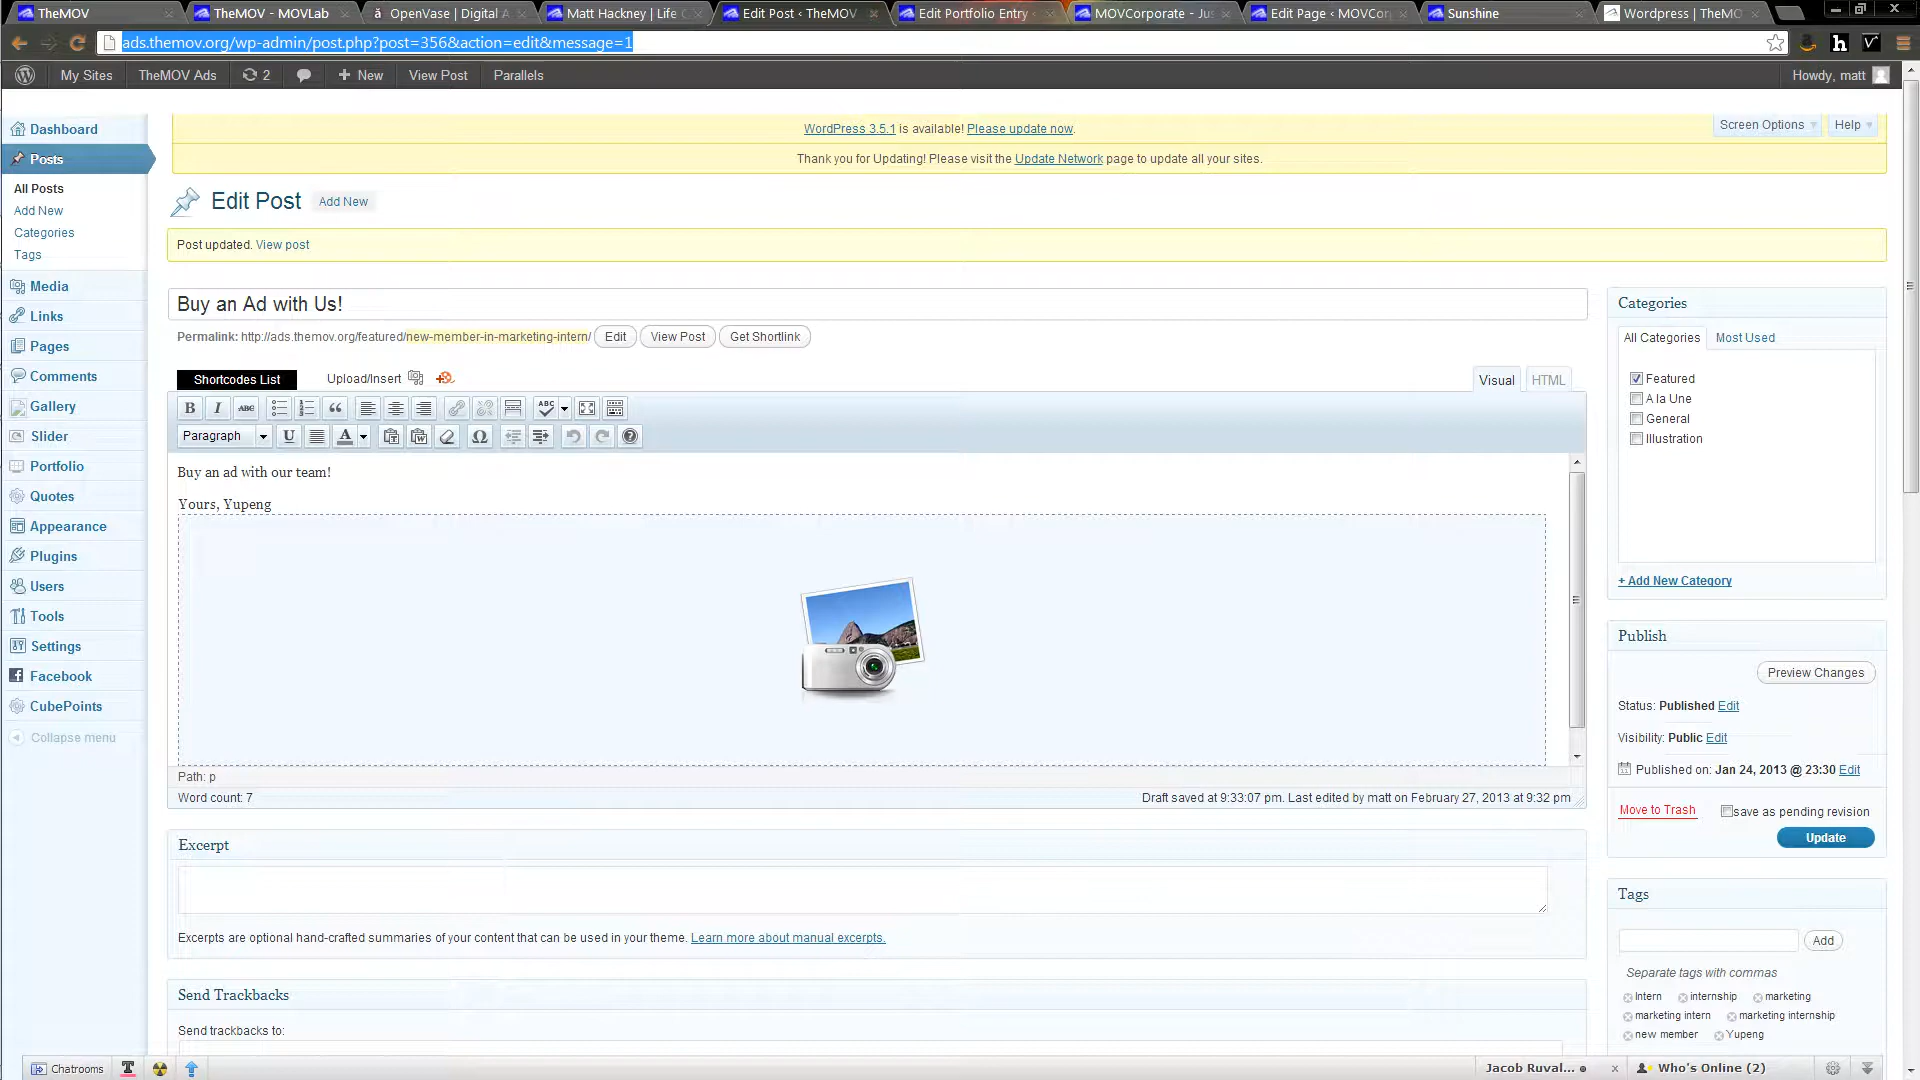 TheMOV
TheMOV - MOVLab
OpenVase | Digital A
Matt Hackney | Life C
Edit Post ‹ TheMOV
Edit Portfolio Entry ‹
MOVCorporate - Jus
Edit Page ‹ MOVCorp
Sunshine
Wordpress | TheMO
ads.themov.org/wp-admin/post.php?post=356&action=edit&message=1
My Sites
TheMOV Ads
2
New
View Post
Parallels
Howdy, matt
Dashboard
Posts
All Posts
Add New
Categories
Tags
Media
Links
Pages
Comments
Gallery
Slider
Portfolio
Quotes
Appearance
Plugins
Users
Tools
Settings
Facebook
CubePoints
Collapse menu
WordPress 3.5.1 is available! Please update now.
Screen Options
Help
Thank you for Updating! Please visit the Update Network page to update all your sites.
Edit Post
Add New
Post updated. View post
Buy an Ad with Us!
Permalink: http://ads.themov.org/featured/new-member-in-marketing-intern/
Edit
View Post
Get Shortlink
Shortcodes List
Upload/Insert
Visual
HTML
B I ABC
ABC
Paragraph
U
A
Ω
Buy an ad with our team!
Yours, Yupeng
Path: p
Word count: 7
Draft saved at 9:33:07 pm. Last edited by matt on February 27, 2013 at 9:32 pm
Excerpt
Excerpts are optional hand-crafted summaries of your content that can be used in your theme. Learn more about manual excerpts.
Send Trackbacks
Send trackbacks to:
Categories
All Categories
Most Used
Featured
A la Une
General
Illustration
+ Add New Category
Publish
Preview Changes
Status: Published Edit
Visibility: Public Edit
Published on: Jan 24, 2013 @ 23:30 Edit
Move to Trash
save as pending revision
Update
Tags
Add
Separate tags with commas
Intern
internship
marketing
marketing intern
marketing internship
new member
Yupeng
Chatrooms
Jacob Ruval...
Who's Online (2)